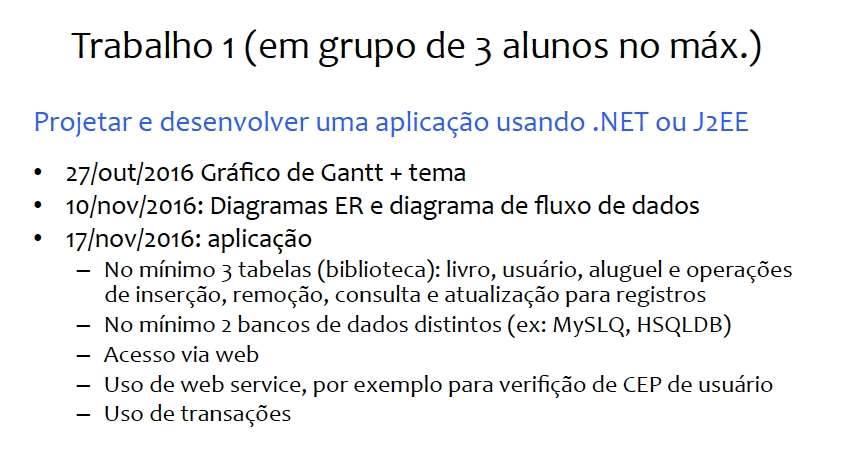 Trabalho 1 (em grupo de 3 alunos no máx.)
Projetar e desenvolver uma aplicação usando .NET ou J2EE
• 27/out/2016 Gráfico de Gantt + tema
• 10/nov/2016: Diagramas ER e diagrama de fluxo de dados
• 17/nov/2016: aplicação
– No mínimo 3 tabelas (biblioteca): livro, usuário, aluguel e operações
de inserção, remoção, consulta e atualização para registros
– No mínimo 2 bancos de dados distintos (ex: MySLQ, HSQLDB)
– Acesso via web
– Uso de web service, por exemplo para verifição de CEP de usuário
– Uso de transações